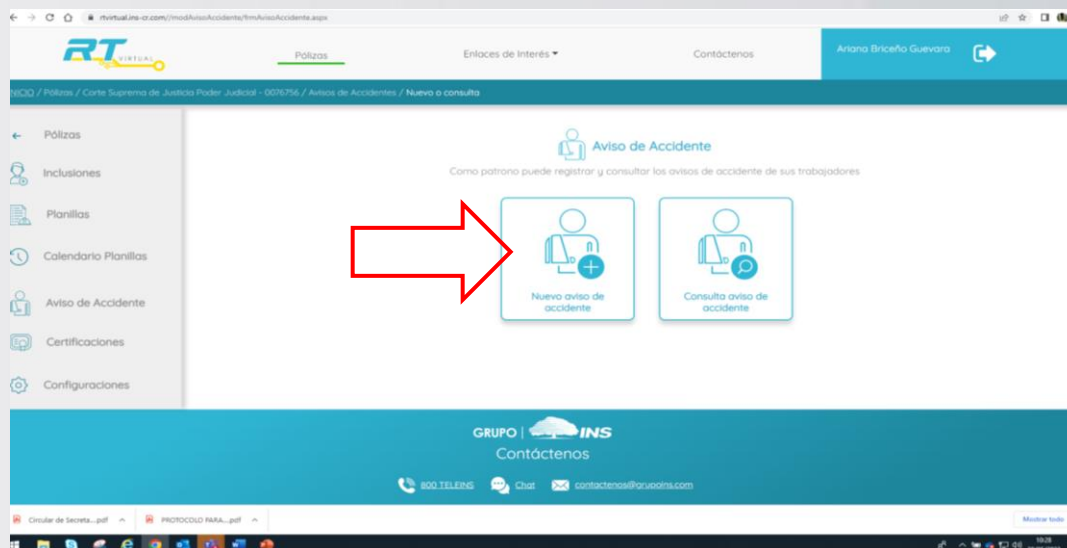 rtvirtual.ins-cr.com//modAvisoAccidente/frmAvisoAccidente.aspx
RT VIRTUAL
Pólizas
Enlaces de Interés
Contáctenos
Ariana Briceño Guevara
INICIO / Pólizas / Corte Suprema de Justicia Poder Judicial - 0076756 / Avisos de Accidentes / Nuevo o consulta
Pólizas
Inclusiones
Planillas
Calendario Planillas
Aviso de Accidente
Certificaciones
Configuraciones
Aviso de Accidente
Como patrono puede registrar y consultar los avisos de accidente de sus trabajadores
Nuevo aviso de
accidente
Consulta aviso de
accidente
GRUPO | INS
Contáctenos
800 TELEINS Chat contactenos@grupoins.com
Circular de Secreta....pdf PROTOCOLO PARA....pdf Mostrar todo
10:28